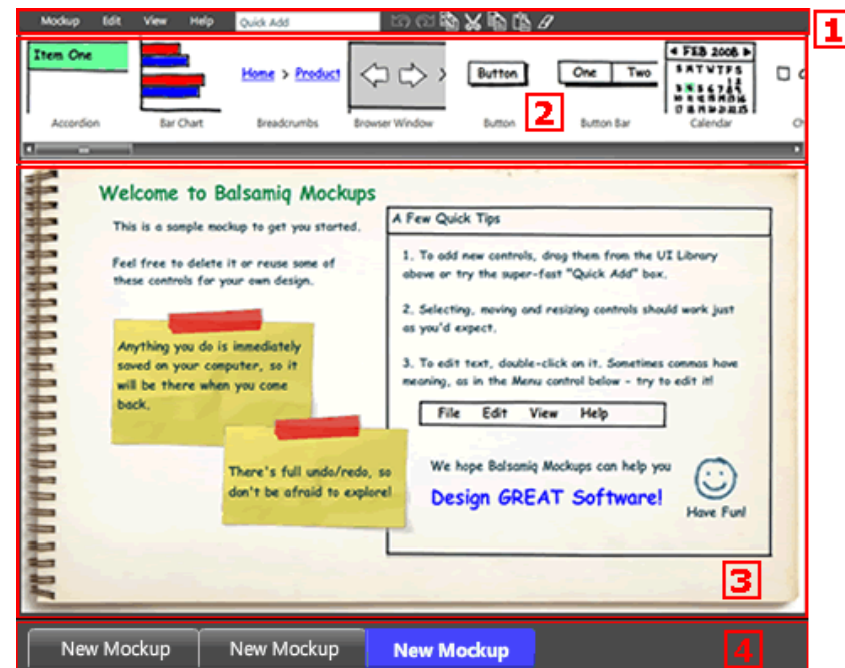 Mockup Edit View Help Quick Add
1
Item One
Home > Product
Button
One Two
FEB 2008
S M T W T F S
Accordion Bar Chart Breadcrumbs Browser Window Button Button Bar Calendar
2
Welcome to Balsamiq Mockups
This is a sample mockup to get you started.
Feel free to delete it or reuse some of
these controls for your own design.
Anything you do is immediately
saved on your computer, so it
will be there when you come
back.
There's full undo/redo, so
don't be afraid to explore!
A Few Quick Tips
1. To add new controls, drag them from the UI Library
above or try the super-fast "Quick Add" box.
2. Selecting, moving and resizing controls should work just
as you'd expect.
3. To edit text, double-click on it. Sometimes commas have
meaning, as in the Menu control below - try to edit it!
File Edit View Help
We hope Balsamiq Mockups can help you
Design GREAT Software!
Have Fun!
3
New Mockup New Mockup New Mockup
4